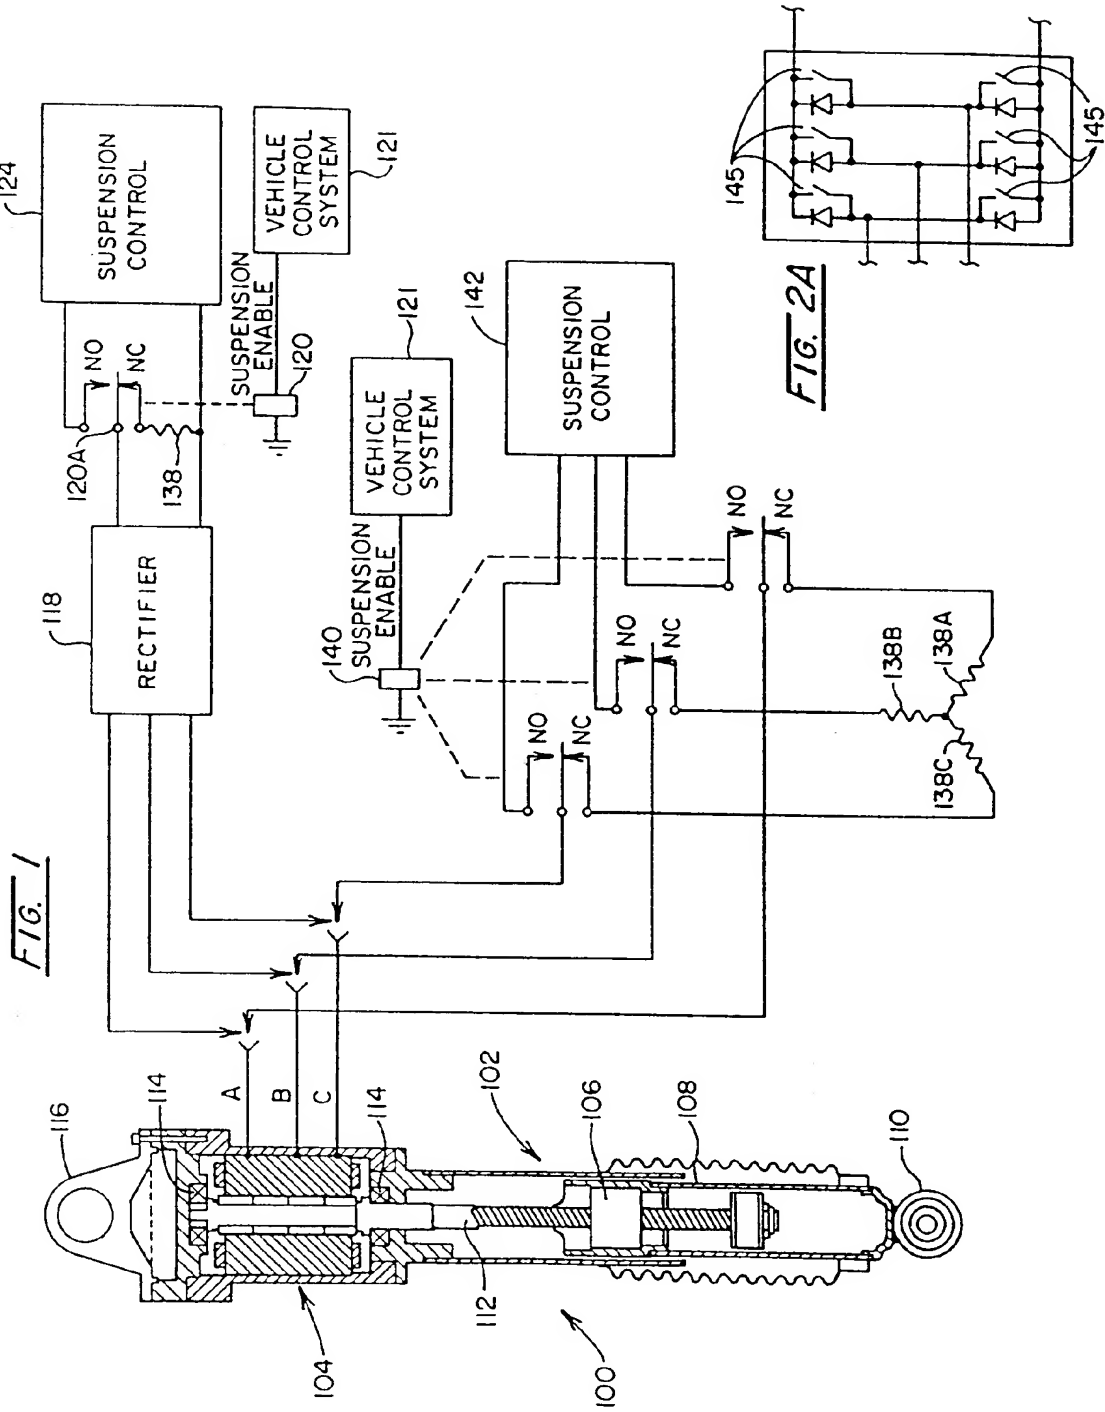 FIG. 1
116
114
104
A
B
C
114
102
112
106
108
110
100
118
RECTIFIER
120A
NO
NC
138
124
SUSPENSION
CONTROL
SUSPENSION
ENABLE
120
VEHICLE
CONTROL
SYSTEM
121
140
SUSPENSION
ENABLE
VEHICLE
CONTROL
SYSTEM
121
142
SUSPENSION
CONTROL
NO
NC
NO
NC
NO
NC
138C
138B
138A
FIG. 2A
145
145